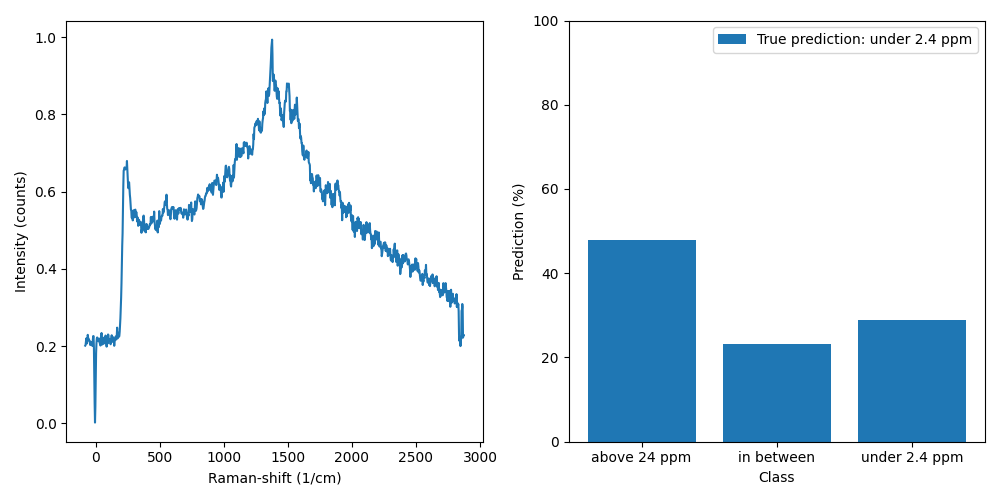 1.0
0.8
0.6
0.4
0.2
0.0
Intensity (counts)
0 500 1000 1500 2000 2500 3000
Raman-shift (1/cm)
100
80
60
40
20
0
Prediction (%)
True prediction: under 2.4 ppm
above 24 ppm in between under 2.4 ppm
Class